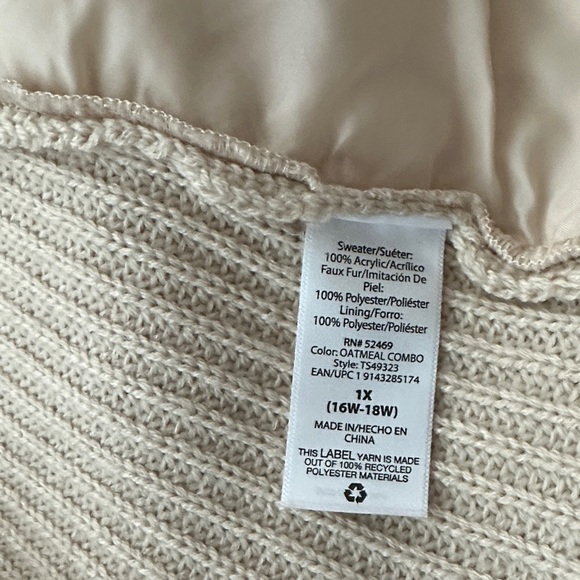 Sweater/Suéter:
100% Acrylic/Acrílico
Faux Fur/Imitación De
Piel:
100% Polyester/Poliéster
Lining/Forro:
100% Polyester/Poliéster
RN# 52469
Color: OATMEAL COMBO
Style: TS49323
EAN/UPC 1 9143285174
1X
(16W-18W)
MADE IN/HECHO EN
CHINA
THIS LABEL YARN IS MADE
OUT OF 100% RECYCLED
POLYESTER MATERIALS